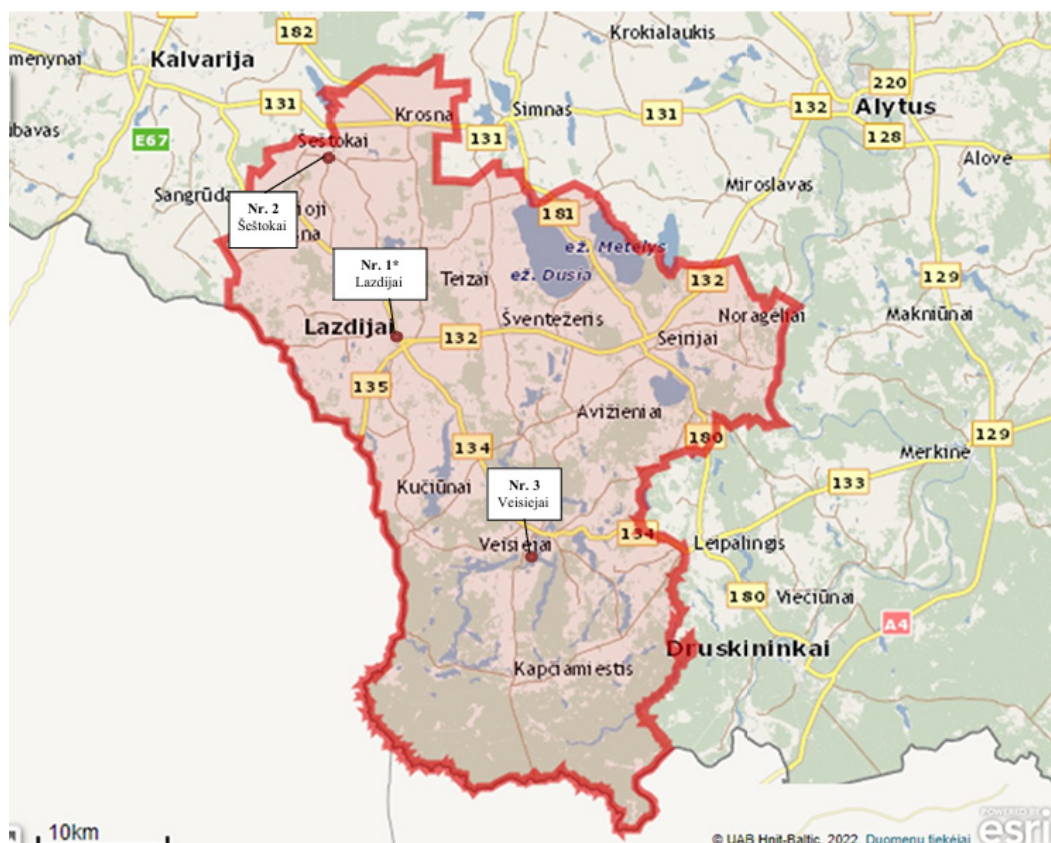 182
Krokialaukis
Kalvarija
220
131
Krosna
Simnas
131
132
Alytus
E67
131
128
Šeštokai
Alove
Miroslavas
Nr. 2
Šeštokai
181
ež. Metelys
Nr. 1*
Lazdijai
Teizai
ež. Dusia
132
129
Norageliai
Makniūnai
Lazdijai
132
Šventežeris
Seirijai
135
Avižieniai
180
129
134
Merkinė
Kučiūnai
Nr. 3
Veisiejai
133
Veisiejai
134
Leipalingis
180
Viečiūnai
A4
Druskininkai
Kapčiamiestis
10km
© UAB Hnit-Baltic, 2022, Duomenų tiekėjai
POWERED BY
esri